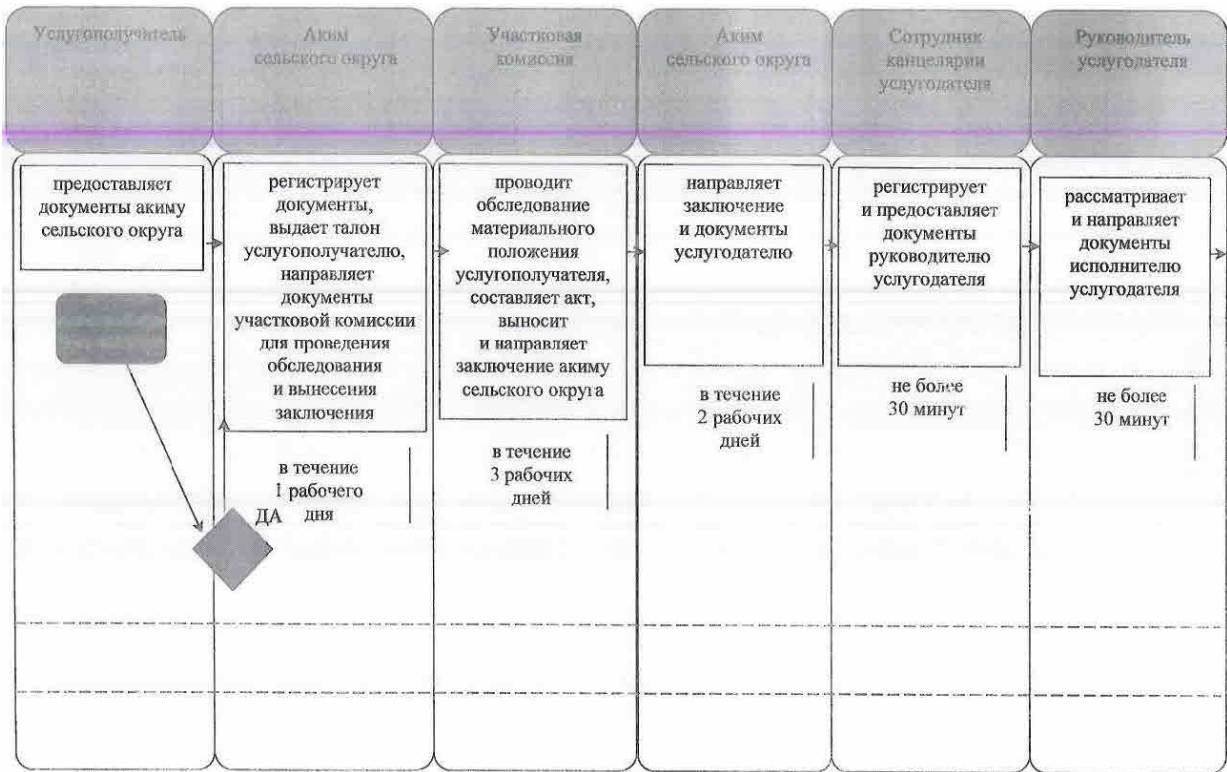 Услугополучитель
Аким
сельского округа
Участковая
комиссия
Аким
сельского округа
Сотрудник
канцелярии
услугодателя
Руководитель
услугодателя
предоставляет
документы акиму
сельского округа
регистрирует
документы,
выдает талон
услугополучателю,
направляет
документы
участковой комиссии
для проведения
обследования
и вынесения
заключения
в течение
1 рабочего
дня
ДА
проводит
обследование
материального
положения
услугополучателя,
составляет акт,
выносит
и направляет
заключение акиму
сельского округа
в течение
3 рабочих
дней
направляет
заключение
и документы
услугодателю
в течение
2 рабочих
дней
регистрирует
и предоставляет
документы
руководителю
услугодателя
не более
30 минут
рассматривает
и направляет
документы
исполнителю
услугодателя
не более
30 минут